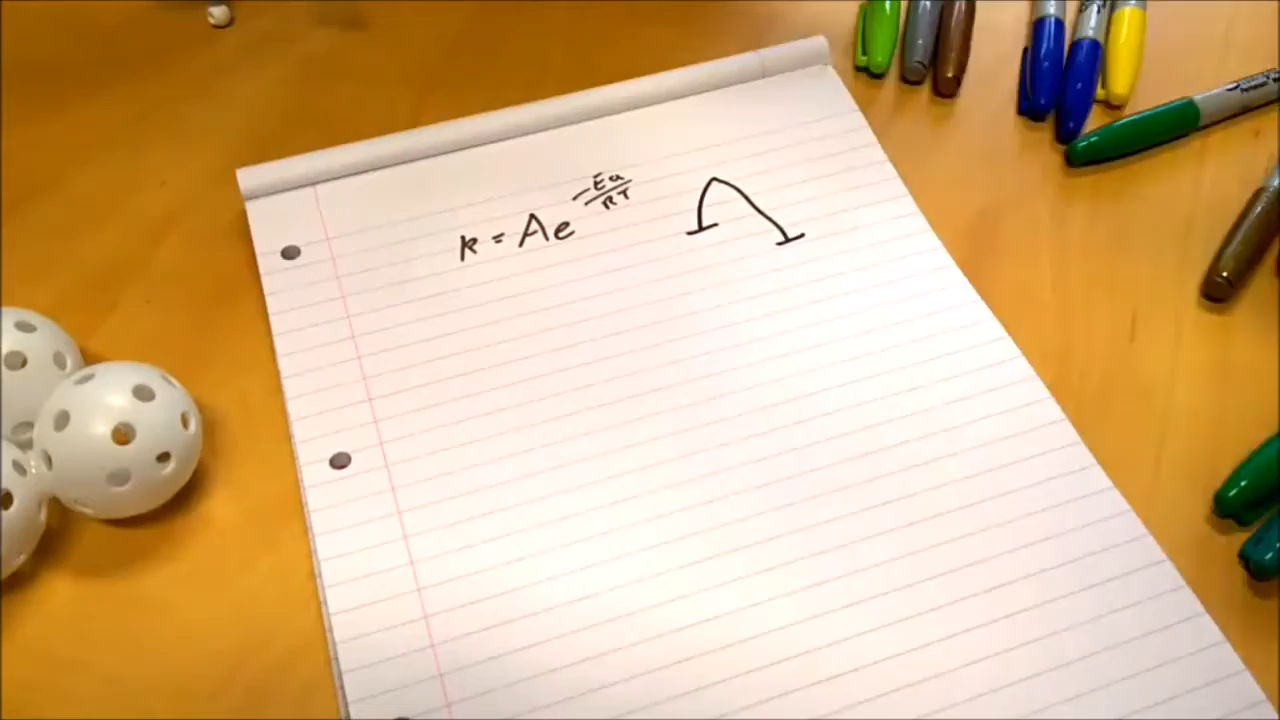 k = Ae^(-Ea/RT)